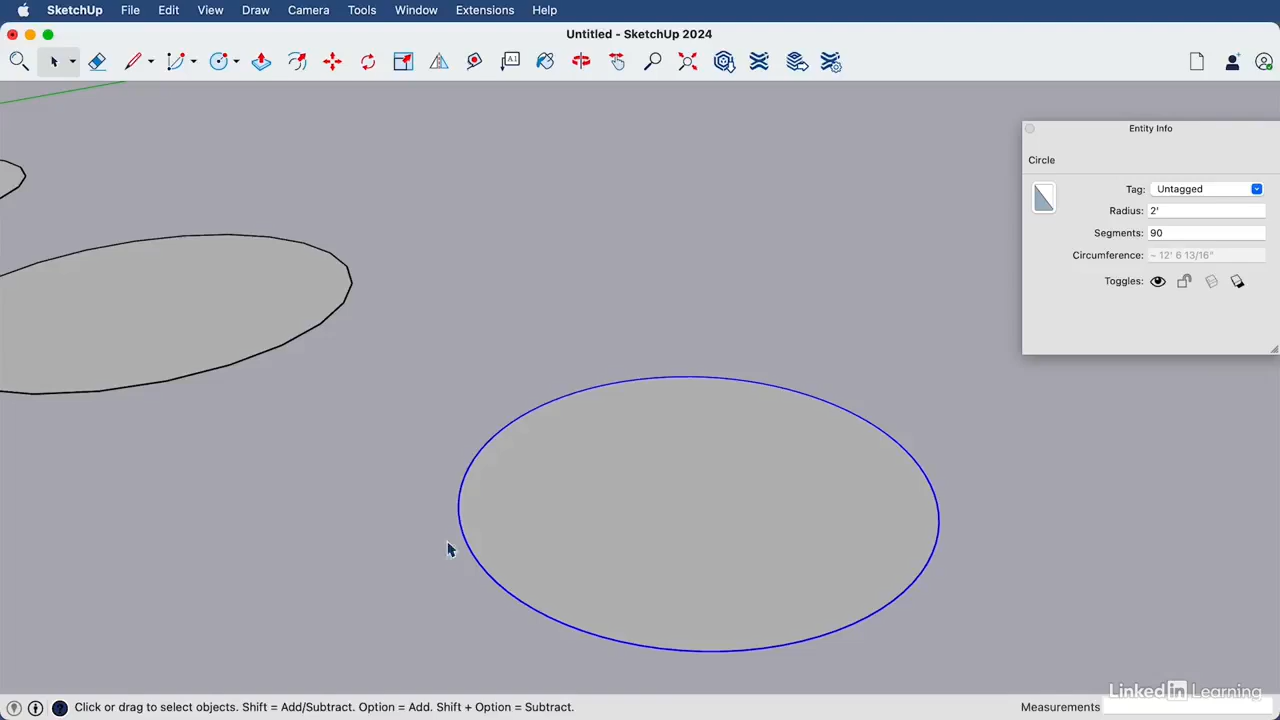 SketchUp File Edit View Draw Camera Tools Window Extensions Help
Untitled - SketchUp 2024
A1
Entity Info
Circle
Tag: Untagged
Radius: 2'
Segments: 90
Circumference: ~ 12' 6 13/16"
Toggles:
LinkedIn Learning
? Click or drag to select objects. Shift = Add/Subtract. Option = Add. Shift + Option = Subtract. Measurements